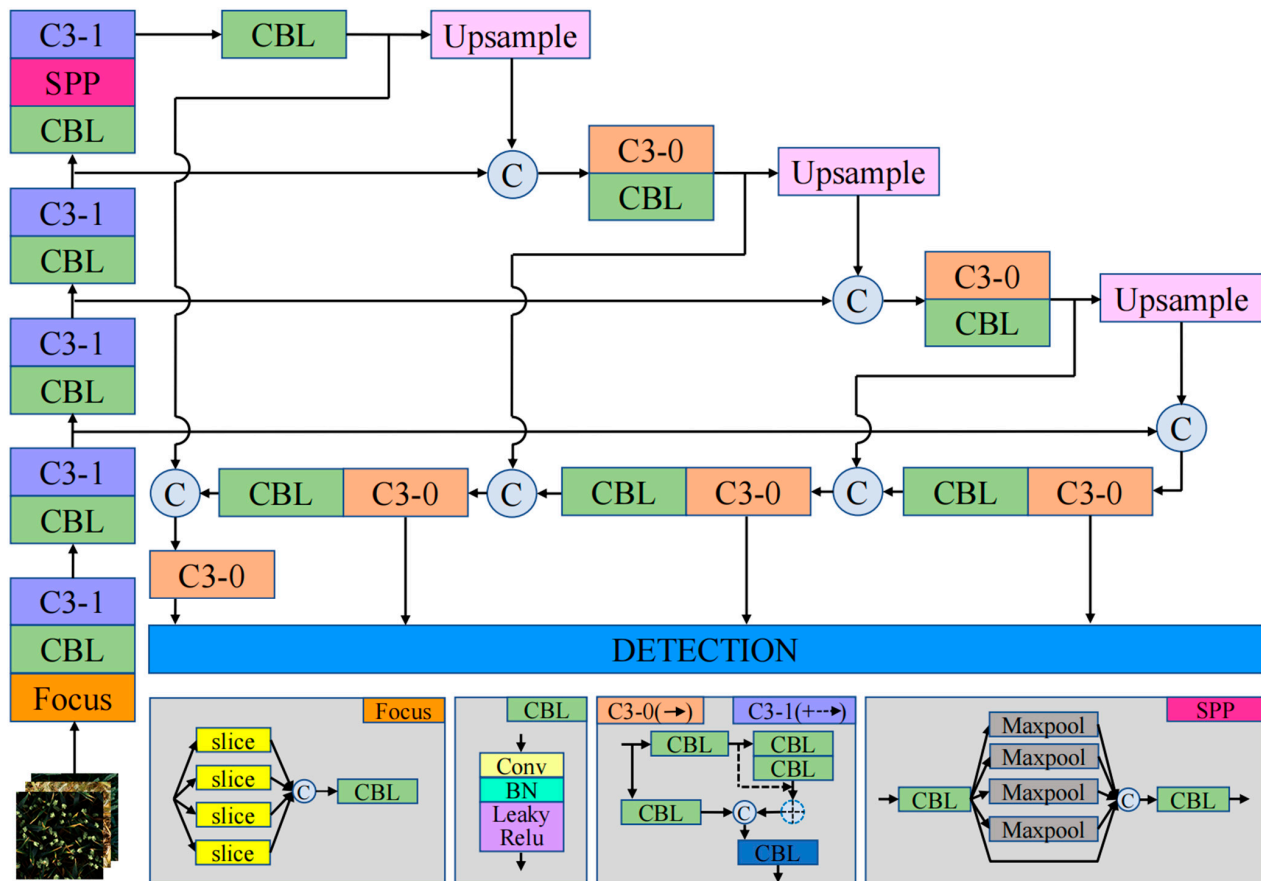 C3-1
CBL
Upsample
SPP
CBL
C
C3-0
CBL
Upsample
C3-1
CBL
C
C3-0
CBL
Upsample
C3-1
CBL
C
C3-1
CBL
C
CBL
C3-0
C
CBL
C3-0
C
CBL
C3-0
C3-0
C3-1
CBL
Focus
DETECTION
Focus
slice
slice
slice
slice
C
CBL
CBL
Conv
BN
Leaky
Relu
C3-0(→)
C3-1(+--→)
CBL
CBL
CBL
CBL
C
CBL
SPP
CBL
Maxpool
Maxpool
Maxpool
Maxpool
C
CBL